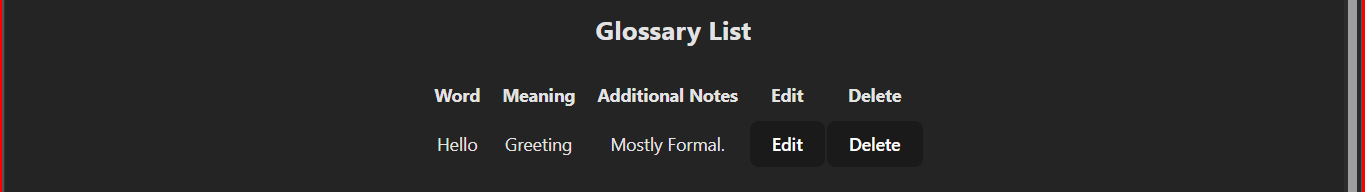 Glossary List
Word Meaning Additional Notes Edit Delete
Hello Greeting Mostly Formal. Edit Delete